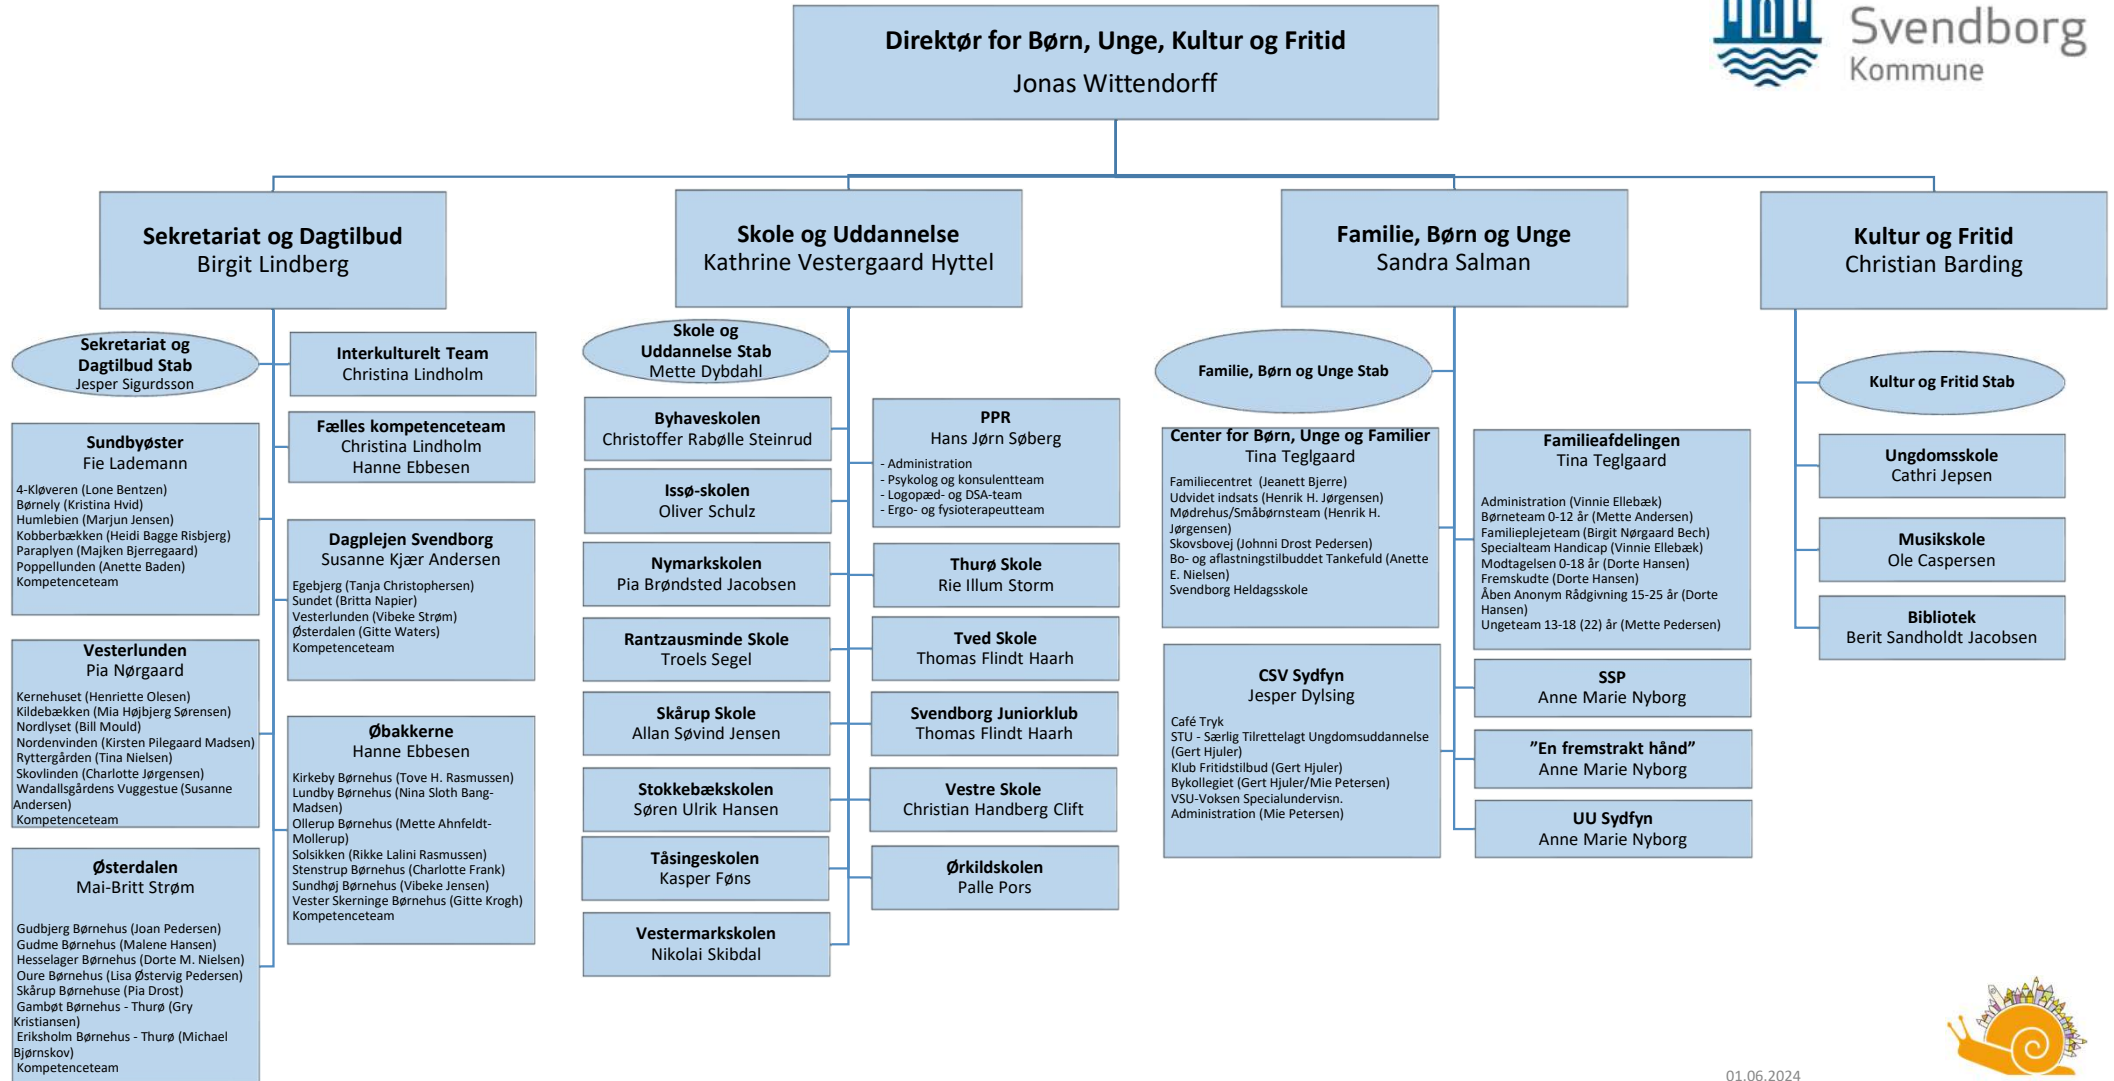 Direktør for Børn, Unge, Kultur og Fritid
Jonas Wittendorff
Svendborg
Kommune
Sekretariat og Dagtilbud
Birgit Lindberg
Skole og Uddannelse
Kathrine Vestergaard Hyttel
Familie, Børn og Unge
Sandra Salman
Kultur og Fritid
Christian Barding
Sekretariat og
Dagtilbud Stab
Jesper Sigurdsson
Interkulturelt Team
Christina Lindholm
Fælles kompetenceteam
Christina Lindholm
Hanne Ebbesen
Sundbyøster
Fie Lademann
4-Kløveren (Lone Bentzen)
Børnely (Kristina Hvid)
Humlebien (Marjun Jensen)
Kobberbækken (Heidi Bagge Risbjerg)
Paraplyen (Majken Bjerregaard)
Poppellunden (Anette Baden)
Kompetenceteam
Dagplejen Svendborg
Susanne Kjær Andersen
Egebjerg (Tanja Christophersen)
Sundet (Britta Napier)
Vesterlunden (Vibeke Strøm)
Østerdalen (Gitte Waters)
Kompetenceteam
Vesterlunden
Pia Nørgaard
Kernehuset (Henriette Olesen)
Kildebækken (Mia Højbjerg Sørensen)
Nordlyset (Bill Mould)
Nordenvinden (Kirsten Pilegaard Madsen)
Ryttergården (Tina Nielsen)
Skovlinden (Charlotte Jørgensen)
Wandallsgårdens Vuggestue (Susanne
Andersen)
Kompetenceteam
Øbakkerne
Hanne Ebbesen
Kirkeby Børnehus (Tove H. Rasmussen)
Lundby Børnehus (Nina Sloth Bang-
Madsen)
Ollerup Børnehus (Mette Ahnfeldt-
Mollerup)
Solsikken (Rikke Lalini Rasmussen)
Stenstrup Børnehus (Charlotte Frank)
Sundhøj Børnehus (Vibeke Jensen)
Vester Skerninge Børnehus (Gitte Krogh)
Kompetenceteam
Østerdalen
Mai-Britt Strøm
Gudbjerg Børnehus (Joan Pedersen)
Gudme Børnehus (Malene Hansen)
Hesselager Børnehus (Dorte M. Nielsen)
Oure Børnehus (Lisa Østervig Pedersen)
Skårup Børnehuse (Pia Drost)
Gambøt Børnehus - Thurø (Gry
Kristiansen)
Eriksholm Børnehus - Thurø (Michael
Bjørnskov)
Kompetenceteam
Skole og
Uddannelse Stab
Mette Dybdahl
Byhaveskolen
Christoffer Rabølle Steinrud
PPR
Hans Jørn Søberg
- Administration
- Psykolog og konsulentteam
- Logopæd- og DSA-team
- Ergo- og fysioterapeutteam
Issø-skolen
Oliver Schulz
Nymarkskolen
Pia Brøndsted Jacobsen
Thurø Skole
Rie Illum Storm
Rantzausminde Skole
Troels Segel
Tved Skole
Thomas Flindt Haarh
Skårup Skole
Allan Søvind Jensen
Svendborg Juniorklub
Thomas Flindt Haarh
Stokkebækskolen
Søren Ulrik Hansen
Vestre Skole
Christian Handberg Clift
Tåsingeskolen
Kasper Føns
Ørkildskolen
Palle Pors
Vestermarkskolen
Nikolai Skibdal
Familie, Børn og Unge Stab
Center for Børn, Unge og Familier
Tina Teglgaard
Familiecentret (Jeanett Bjerre)
Udvidet indsats (Henrik H. Jørgensen)
Mødrehus/Småbørnsteam (Henrik H.
Jørgensen)
Skovsbovej (Johnni Drost Pedersen)
Bo- og aflastningstilbuddet Tankefuld (Anette
E. Nielsen)
Svendborg Heldagsskole
Familieafdelingen
Tina Teglgaard
Administration (Vinnie Ellebæk)
Børneteam 0-12 år (Mette Andersen)
Familieplejeteam (Birgit Nørgaard Bech)
Specialteam Handicap (Vinnie Ellebæk)
Modtagelsen 0-18 år (Dorte Hansen)
Fremskudte (Dorte Hansen)
Åben Anonym Rådgivning 15-25 år (Dorte
Hansen)
Ungeteam 13-18 (22) år (Mette Pedersen)
CSV Sydfyn
Jesper Dylsing
Café Tryk
STU - Særlig Tilrettelagt Ungdomsuddannelse
(Gert Hjuler)
Klub Fritidstilbud (Gert Hjuler)
Bykollegiet (Gert Hjuler/Mie Petersen)
VSU-Voksen Specialundervisn.
Administration (Mie Petersen)
SSP
Anne Marie Nyborg
”En fremstrakt hånd”
Anne Marie Nyborg
UU Sydfyn
Anne Marie Nyborg
Kultur og Fritid Stab
Ungdomsskole
Cathri Jepsen
Musikskole
Ole Caspersen
Bibliotek
Berit Sandholdt Jacobsen
01.06.2024